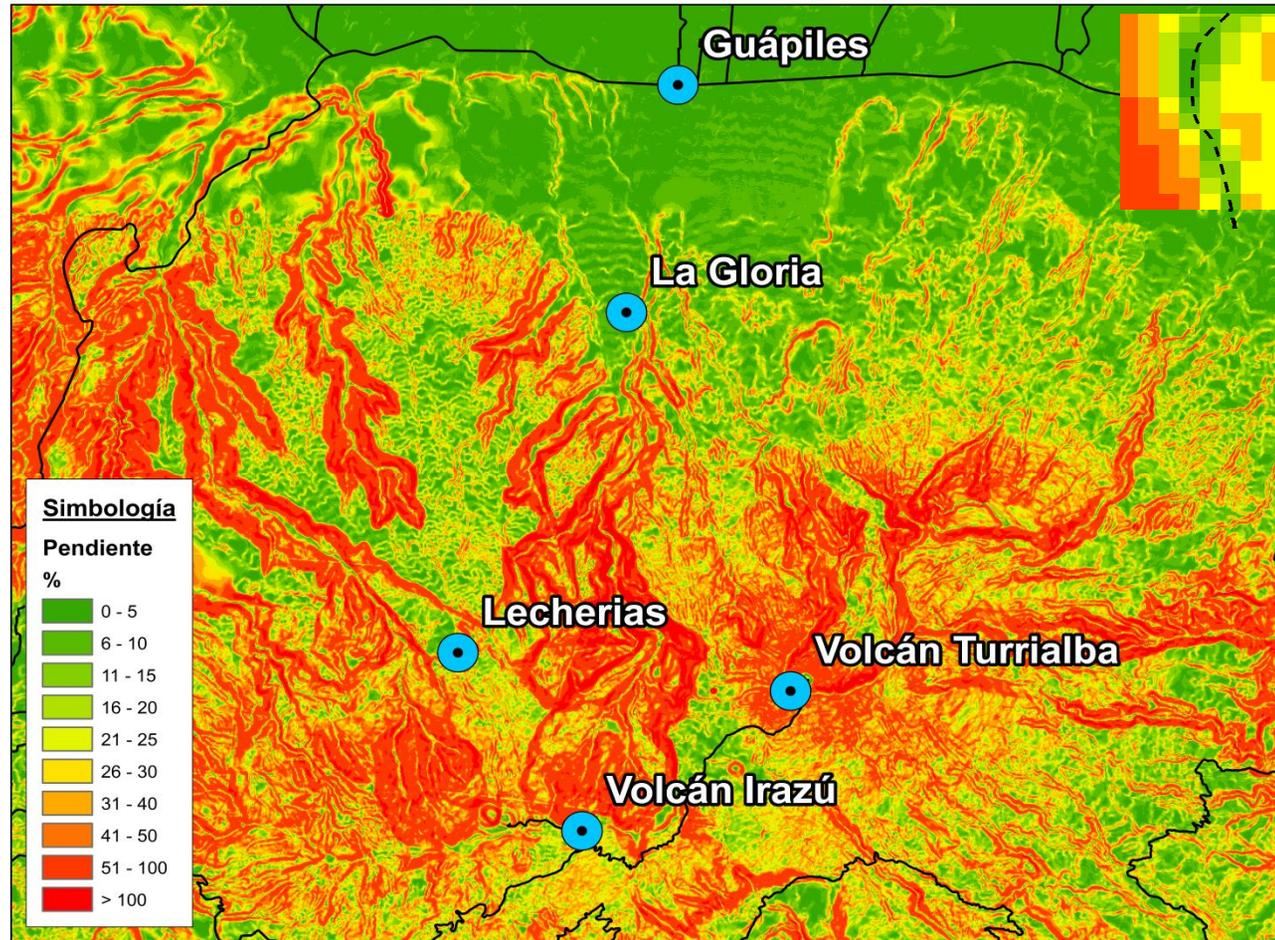 Guápiles
La Gloria
Lecherias
Volcán Turrialba
Volcán Irazú
Simbología
Pendiente
%
0 - 5
6 - 10
11 - 15
16 - 20
21 - 25
26 - 30
31 - 40
41 - 50
51 - 100
> 100